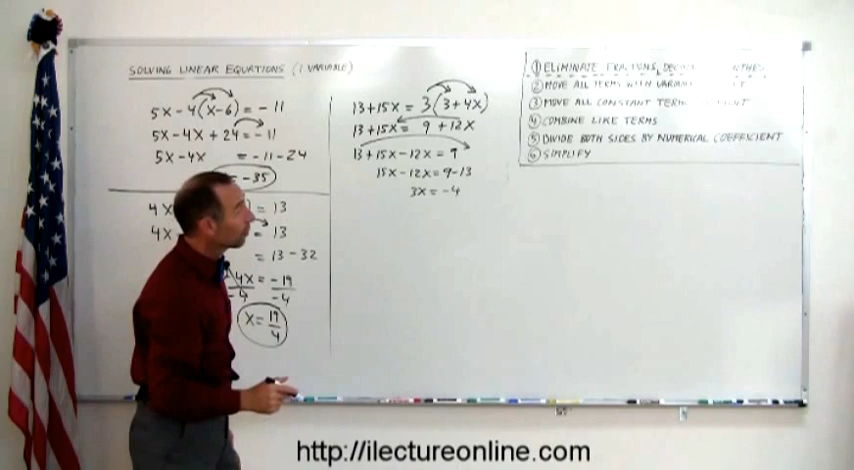 SOLVING LINEAR EQUATIONS (1 VARIABLE)
5X - 4(X-6) = -11
5X - 4X + 24 = -11
5X - 4X = -11 - 24
= -35
4X = 13
4X = 13
= 13 - 32
4X = -19
-4 -4
X = 19/4
13 + 15X = 3(3 + 4X)
13 + 15X = 9 + 12X
13 + 15X - 12X = 9
15X - 12X = 9 - 13
3X = -4
① ELIMINATE FRACTIONS,
② MOVE ALL TERMS WITH
③ MOVE ALL CONSTANT
④ COMBINE LIKE TERMS
⑤ DIVIDE BOTH SIDES BY NUMERICAL COEFFICIENT
⑥ SIMPLIFY
http://ilectureonline.com